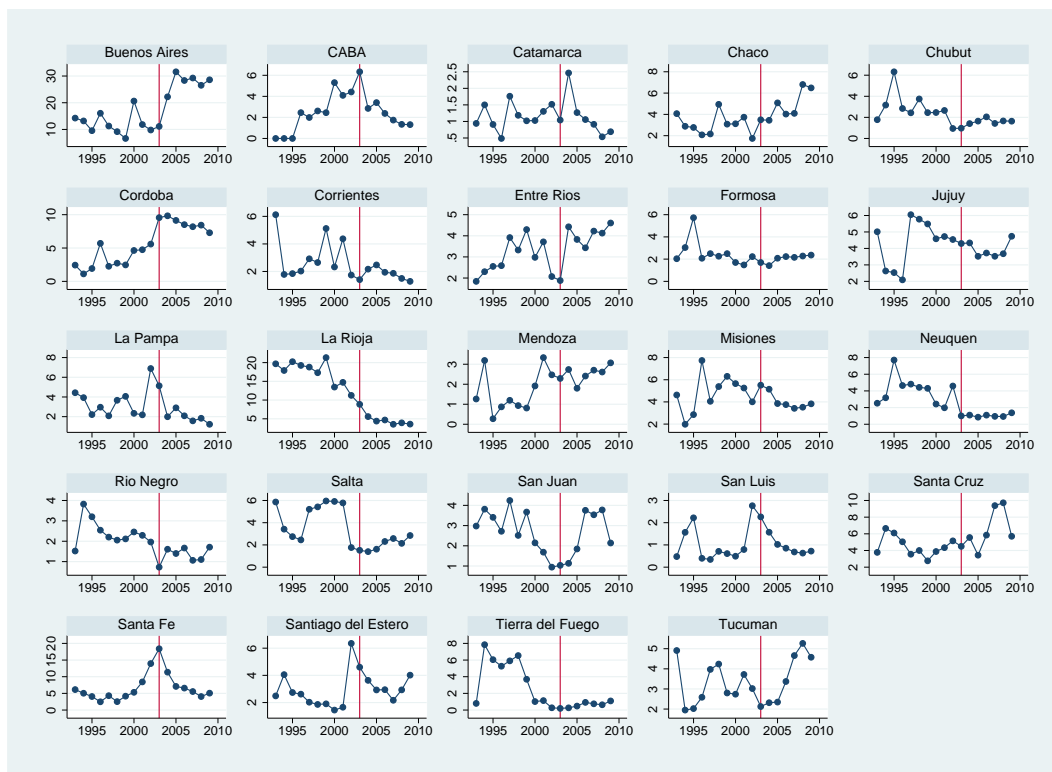 Buenos Aires CABA Catamarca Chaco Chubut
10 20 30 0 2 4 6 .5 1 1.5 2 2.5 2 4 6 8 0 2 4 6
1995 2000 2005 2010 1995 2000 2005 2010 1995 2000 2005 2010 1995 2000 2005 2010 1995 2000 2005 2010
Cordoba Corrientes Entre Rios Formosa Jujuy
0 5 10 2 4 6 2 3 4 5 0 2 4 6 2 3 4 5 6
1995 2000 2005 2010 1995 2000 2005 2010 1995 2000 2005 2010 1995 2000 2005 2010 1995 2000 2005 2010
La Pampa La Rioja Mendoza Misiones Neuquen
2 4 6 8 5 10 15 20 0 1 2 3 2 4 6 8 0 2 4 6 8
1995 2000 2005 2010 1995 2000 2005 2010 1995 2000 2005 2010 1995 2000 2005 2010 1995 2000 2005 2010
Rio Negro Salta San Juan San Luis Santa Cruz
1 2 3 4 0 2 4 6 1 2 3 4 0 1 2 3 2 4 6 8 10
1995 2000 2005 2010 1995 2000 2005 2010 1995 2000 2005 2010 1995 2000 2005 2010 1995 2000 2005 2010
Santa Fe Santiago del Estero Tierra del Fuego Tucuman
0 5 10 15 20 2 4 6 0 2 4 6 8 2 3 4 5
1995 2000 2005 2010 1995 2000 2005 2010 1995 2000 2005 2010 1995 2000 2005 2010